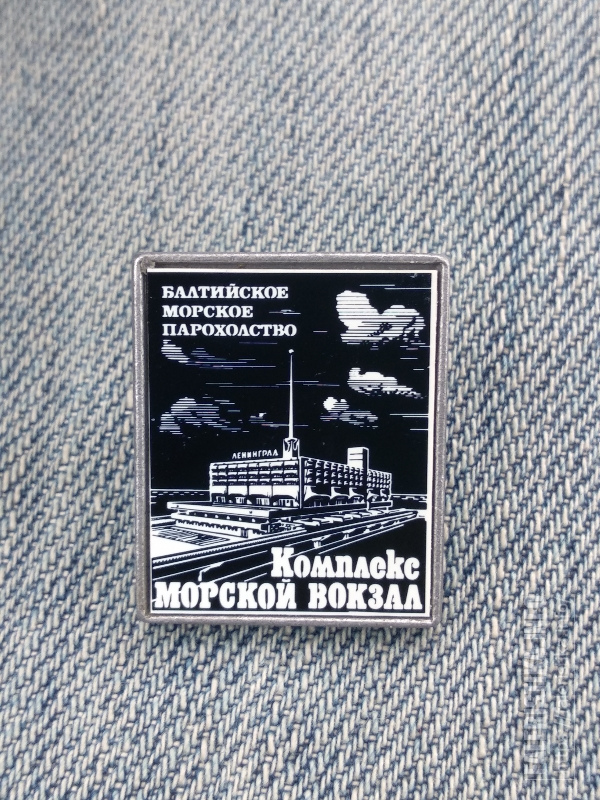 БАЛТИЙСКОЕ
МОРСКОЕ
ПАРОХОДСТВО
ЛЕНИНГРАД
Комплекс
МОРСКОЙ ВОКЗАЛ